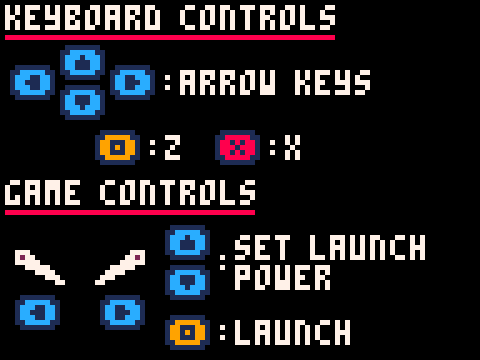 KEYBOARD CONTROLS
:ARROW KEYS
:Z :X
GAME CONTROLS
:SET LAUNCH
POWER
:LAUNCH